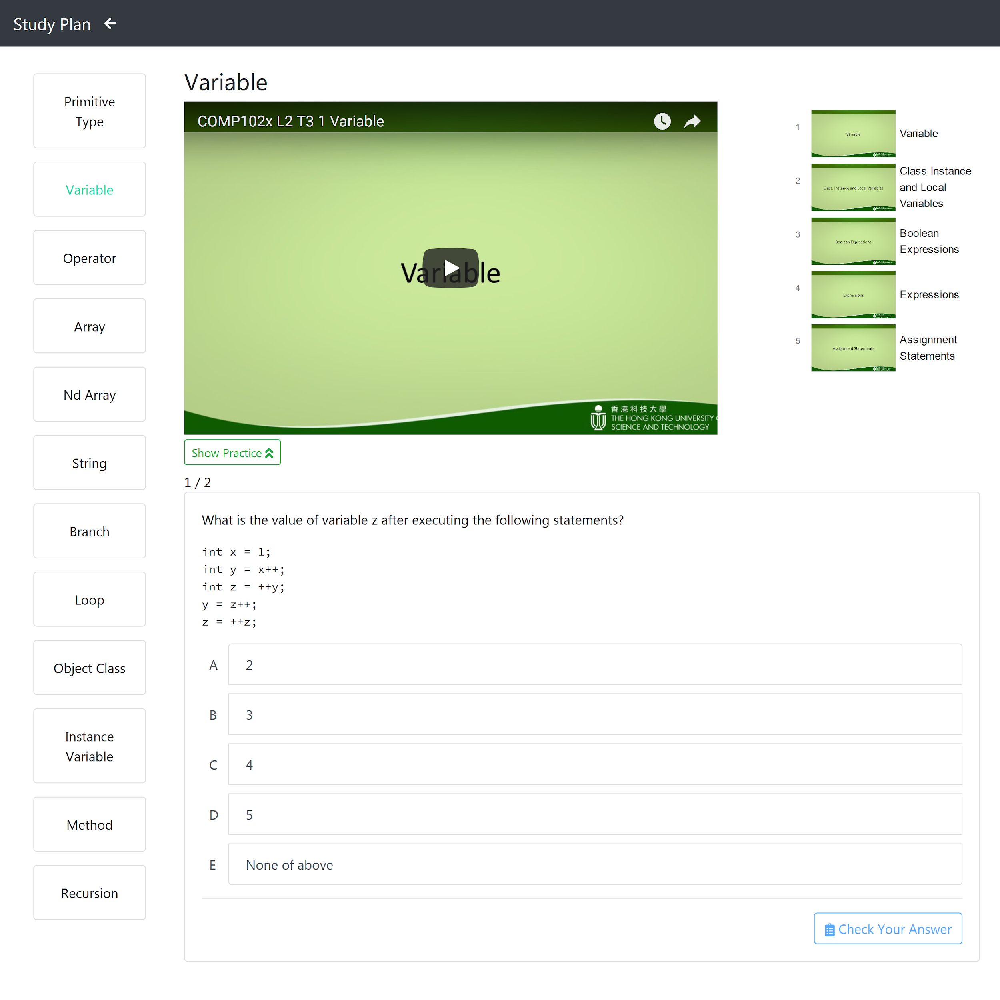 Study Plan
Primitive
Type
Variable
Operator
Array
Nd Array
String
Branch
Loop
Object Class
Instance
Variable
Method
Recursion
Variable
COMP102x L2 T3 1 Variable
Variable
香港科技大學
THE HONG KONG UNIVERSITY
SCIENCE AND TECHNOLOGY
1
Variable
Variable
2
Class, Instance and Local Variables
Class Instance
and Local
Variables
3
Boolean Expressions
Boolean
Expressions
4
Expressions
Expressions
5
Assignment Statements
Assignment
Statements
Show Practice
1 / 2
What is the value of variable z after executing the following statements?
int x = 1;
int y = x++;
int z = ++y;
y = z++;
z = ++z;
A 2
B 3
C 4
D 5
E None of above
Check Your Answer